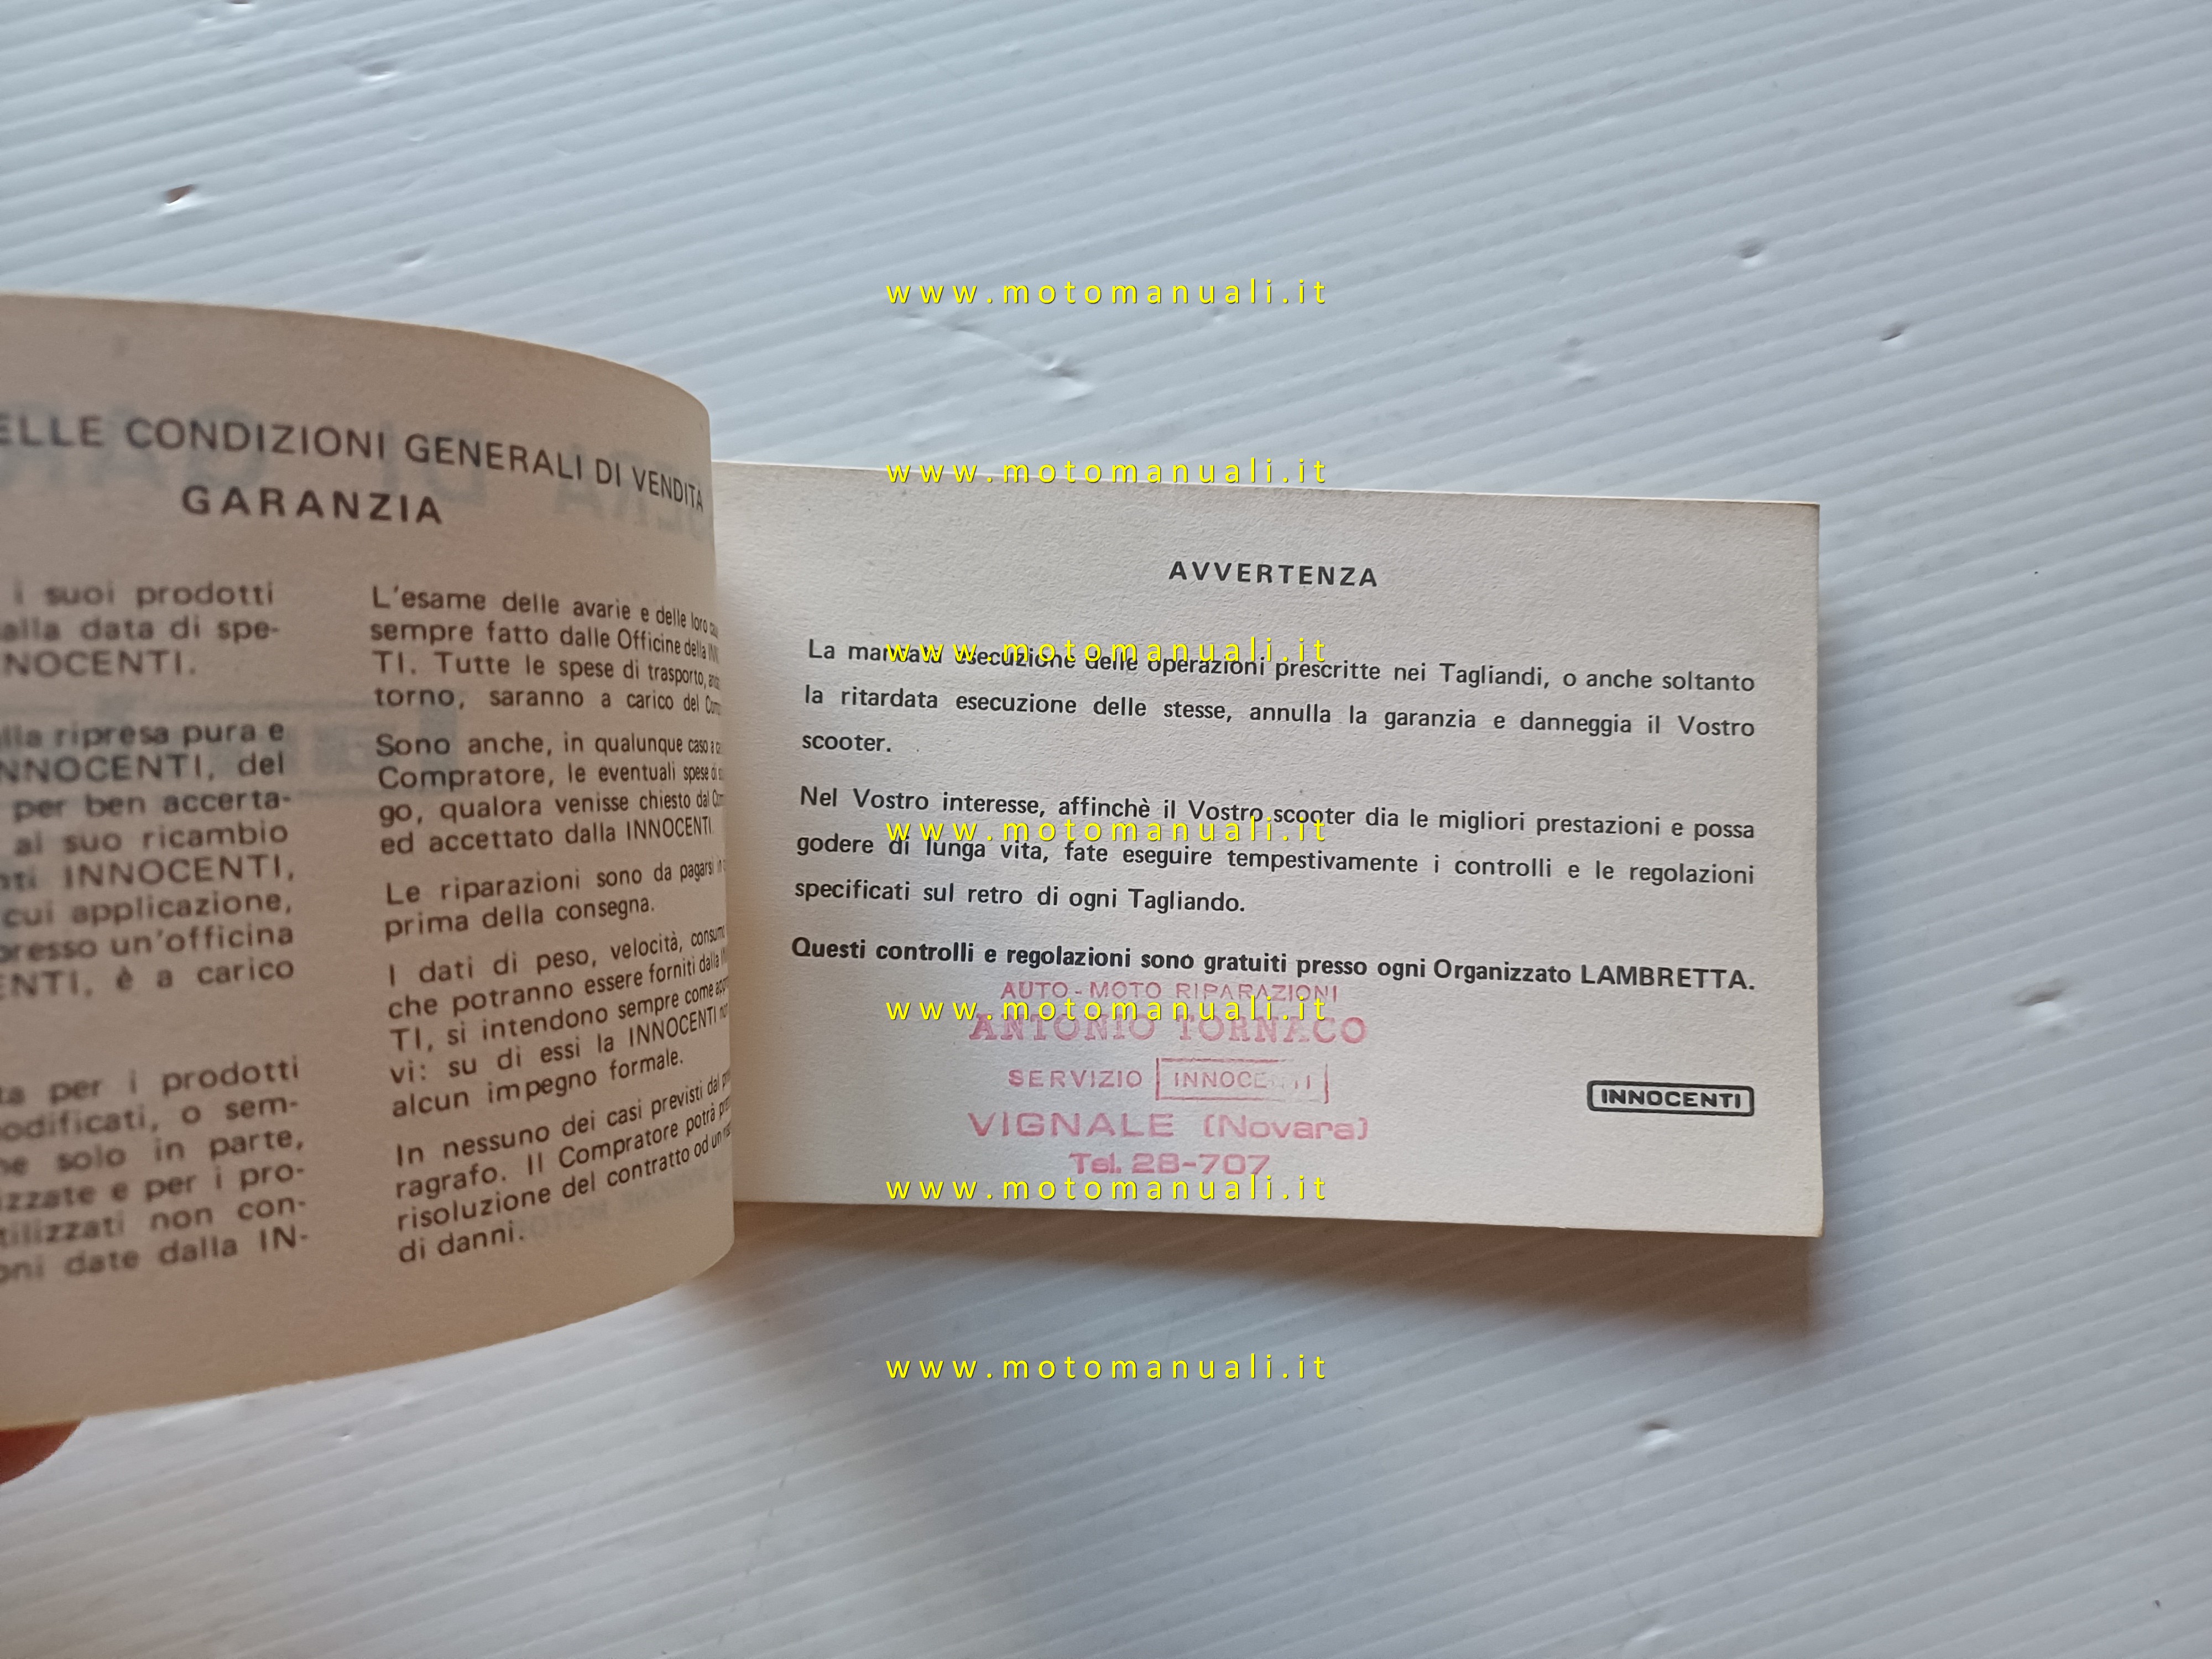 ELLE CONDIZIONI GENERALI DI VENDITA
GARANZIA
i suoi prodotti
alla data di spe-
NNOCENTI.
alla ripresa pura e
INNOCENTI, del
per ben accerta-
al suo ricambio
INNOCENTI,
cui applicazione,
presso un'officina
ENTI, è a carico
ta per i prodotti
modificati, o sem-
ne solo in parte,
izzate e per i pro-
tilizzati non con-
oni date dalla IN-
L'esame delle avarie e delle loro
sempre fatto dalle Officine della
TI. Tutte le spese di trasporto,
torno, saranno a carico del
Sono anche, in qualunque caso a
Compratore, le eventuali spese di
go, qualora venisse chiesto dal
ed accettato dalla INNOCENTI.
Le riparazioni sono da pagarsi
prima della consegna.
I dati di peso, velocità,
che potranno essere forniti dalla
TI, si intendono sempre come
vi: su di essi la INNOCENTI
alcun impegno formale.
In nessuno dei casi previsti dal
ragrafo. Il Compratore potrà
risoluzione del contratto od un
di danni.
AVVERTENZA
La mancata esecuzione delle operazioni prescritte nei Tagliandi, o anche soltanto
la ritardata esecuzione delle stesse, annulla la garanzia e danneggia il Vostro
scooter.
Nel Vostro interesse, affinchè il Vostro scooter dia le migliori prestazioni e possa
godere di lunga vita, fate eseguire tempestivamente i controlli e le regolazioni
specificati sul retro di ogni Tagliando.
Questi controlli e regolazioni sono gratuiti presso ogni Organizzato LAMBRETTA.
AUTO-MOTO RIPARAZIONI
ANTONIO TORNACO
SERVIZIO INNOCENTI
VIGNALE (Novara)
Tel. 28-707
INNOCENTI
www.motomanuali.it
www.motomanuali.it
www.motomanuali.it
www.motomanuali.it
www.motomanuali.it
www.motomanuali.it
www.motomanuali.it